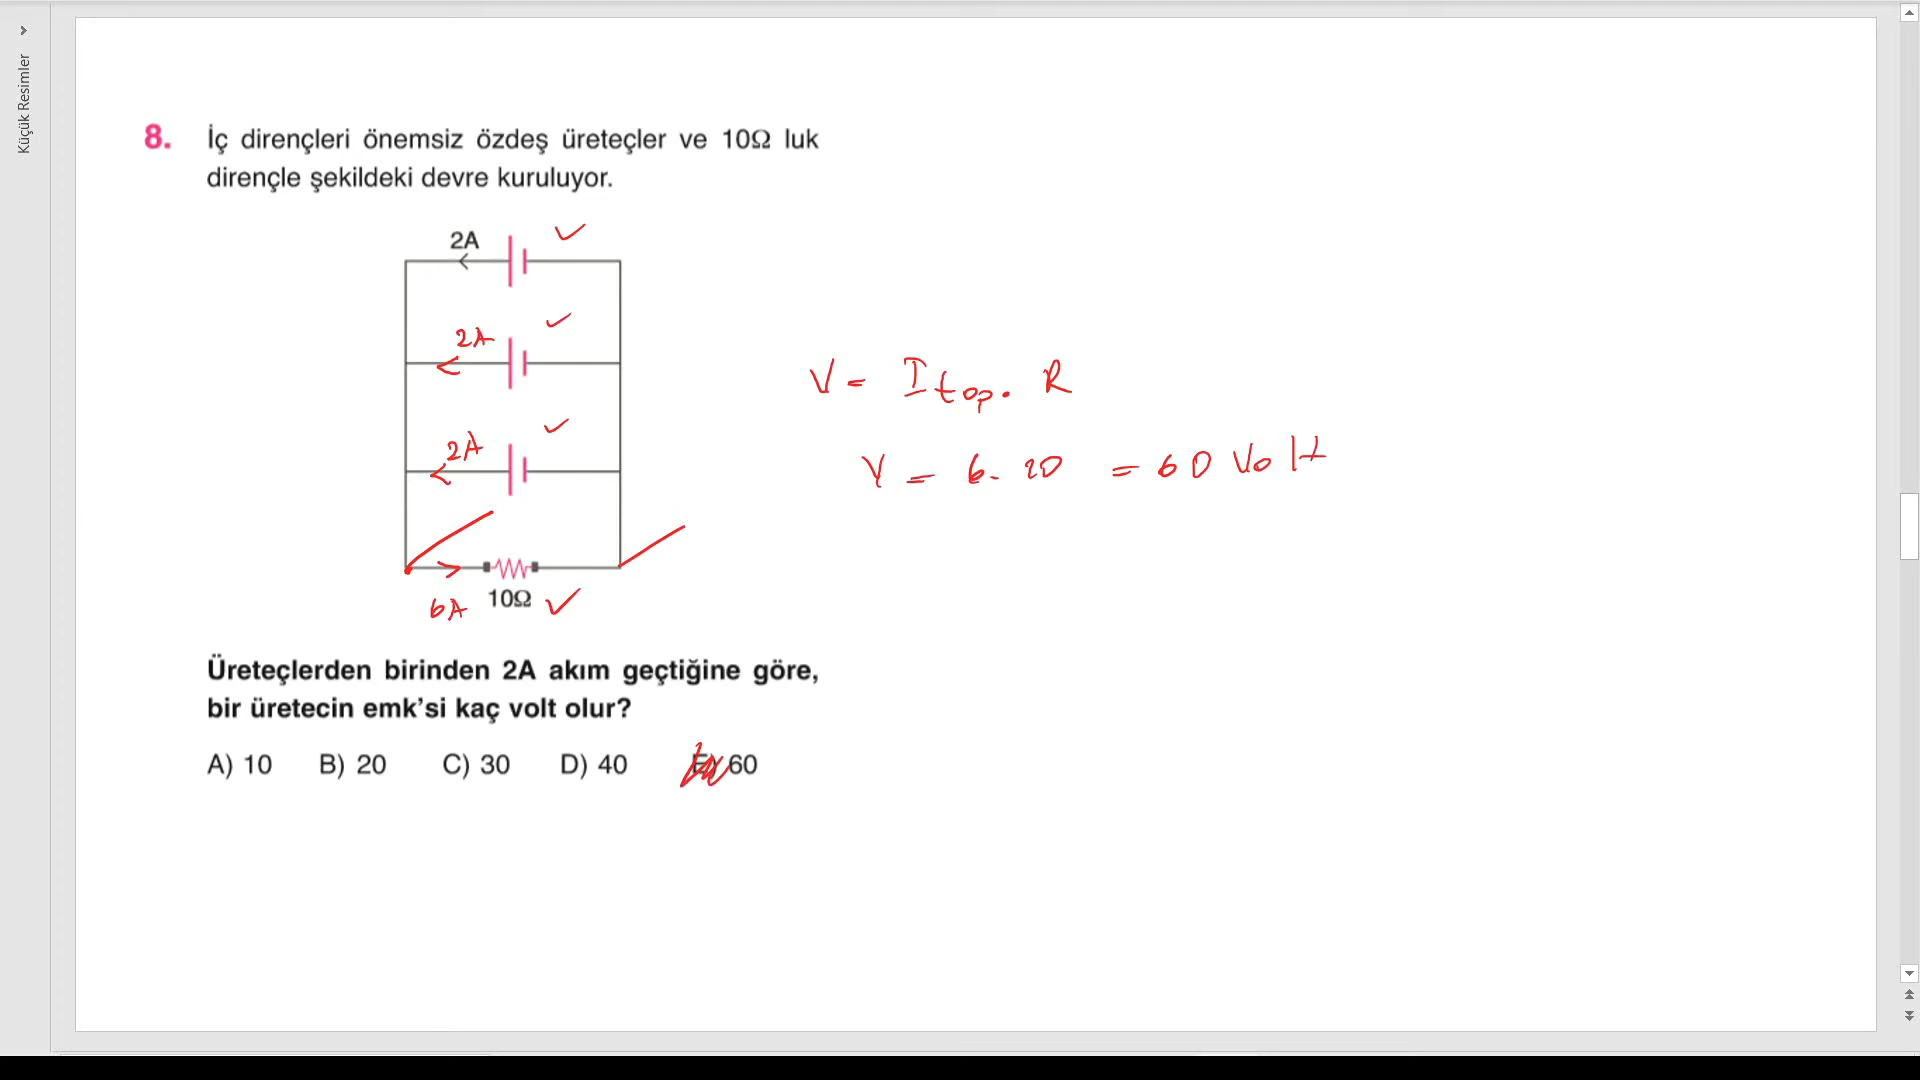 Küçük Resimler
8. İç dirençleri önemsiz özdeş üreteçler ve 10Ω luk
dirençle şekildeki devre kuruluyor.
2A
2A
2A
6A 10Ω
V = Itop. R
V = 6. 10 = 60 Volt
Üreteçlerden birinden 2A akım geçtiğine göre,
bir üretecin emk'si kaç volt olur?
A) 10 B) 20 C) 30 D) 40 E) 60